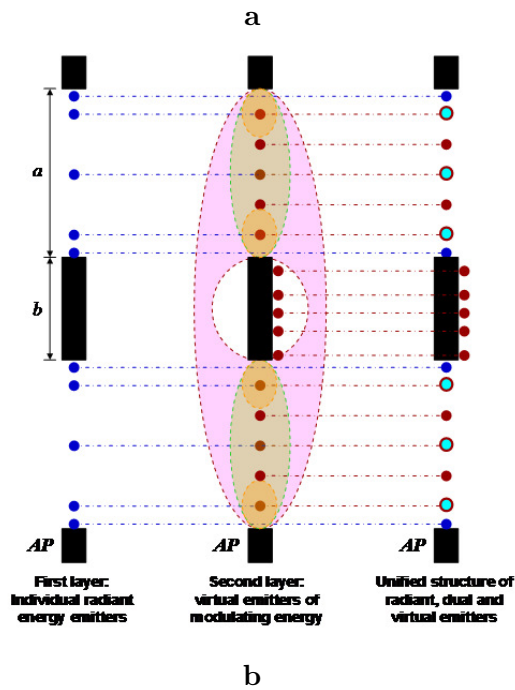 a
a
b
AP AP AP
First layer: Second layer: Unified structure of
Individual radiant virtual emitters of radiant, dual and
energy emitters modulating energy virtual emitters
b